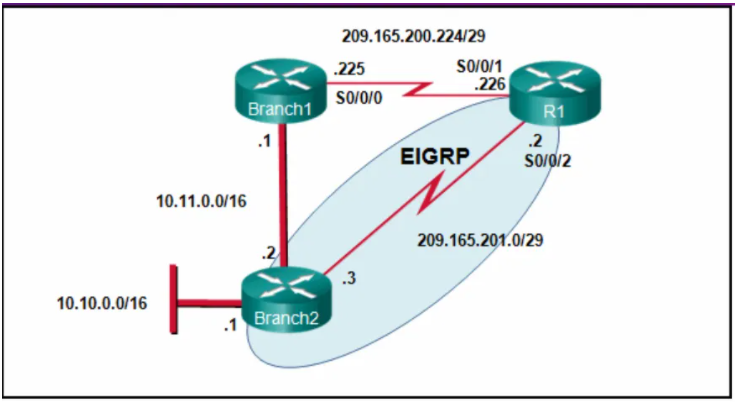 209.165.200.224/29
.225
S0/0/1
.226
S0/0/0
Branch1
R1
.1
EIGRP
.2
S0/0/2
10.11.0.0/16
209.165.201.0/29
.2
.3
10.10.0.0/16
.1
Branch2